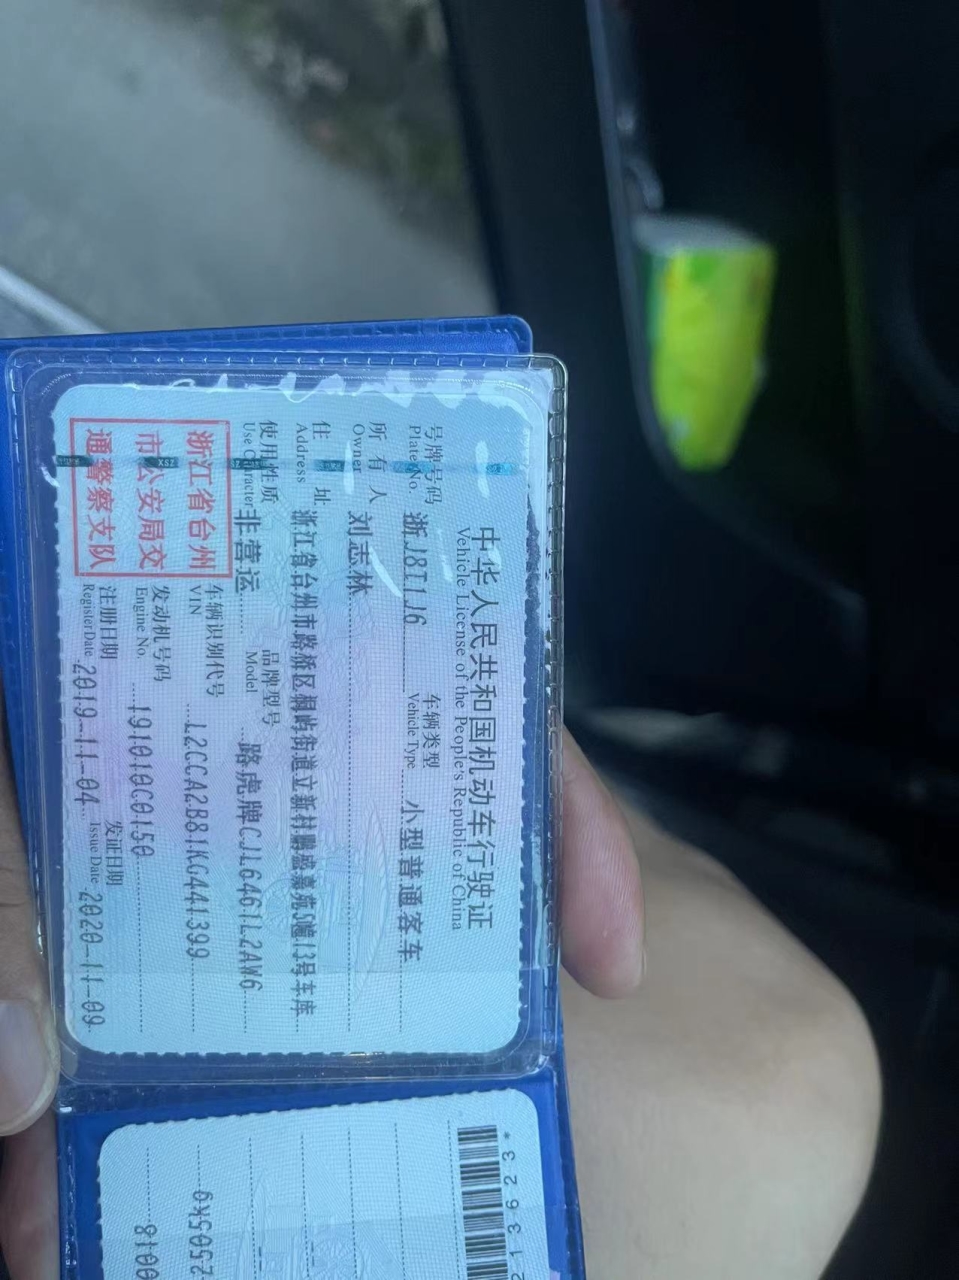 中华人民共和国机动车行驶证
Vehicle License of the People's Republic of China
号牌号码 浙J8I1J6 车辆类型 小型普通客车
Plate No. Vehicle Type
所有人 刘志林
Owner
住址 浙江省台州市路桥区桐屿街道立新村鹏盛嘉苑5幢13号车库
Address
使用性质 非营运 品牌型号 路虎牌CJL6461L2AW6
Use Character Model
浙江省台州
市公安局交
通警察支队
车辆识别代号 L2CCA2B81KG441399
VIN
发动机号码 191010C0150
Engine No.
注册日期 2019-11-04 发证日期 2020-11-09
Register Date Issue Date
213623*
2505kg